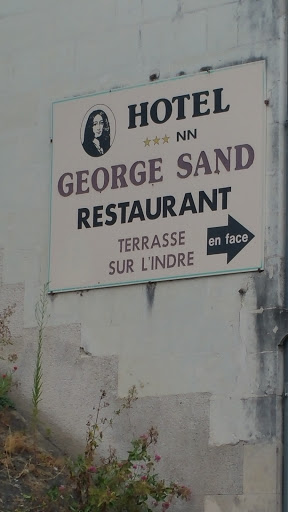 HOTEL
*** NN
GEORGE SAND
RESTAURANT
TERRASSE
SUR L'INDRE
en face